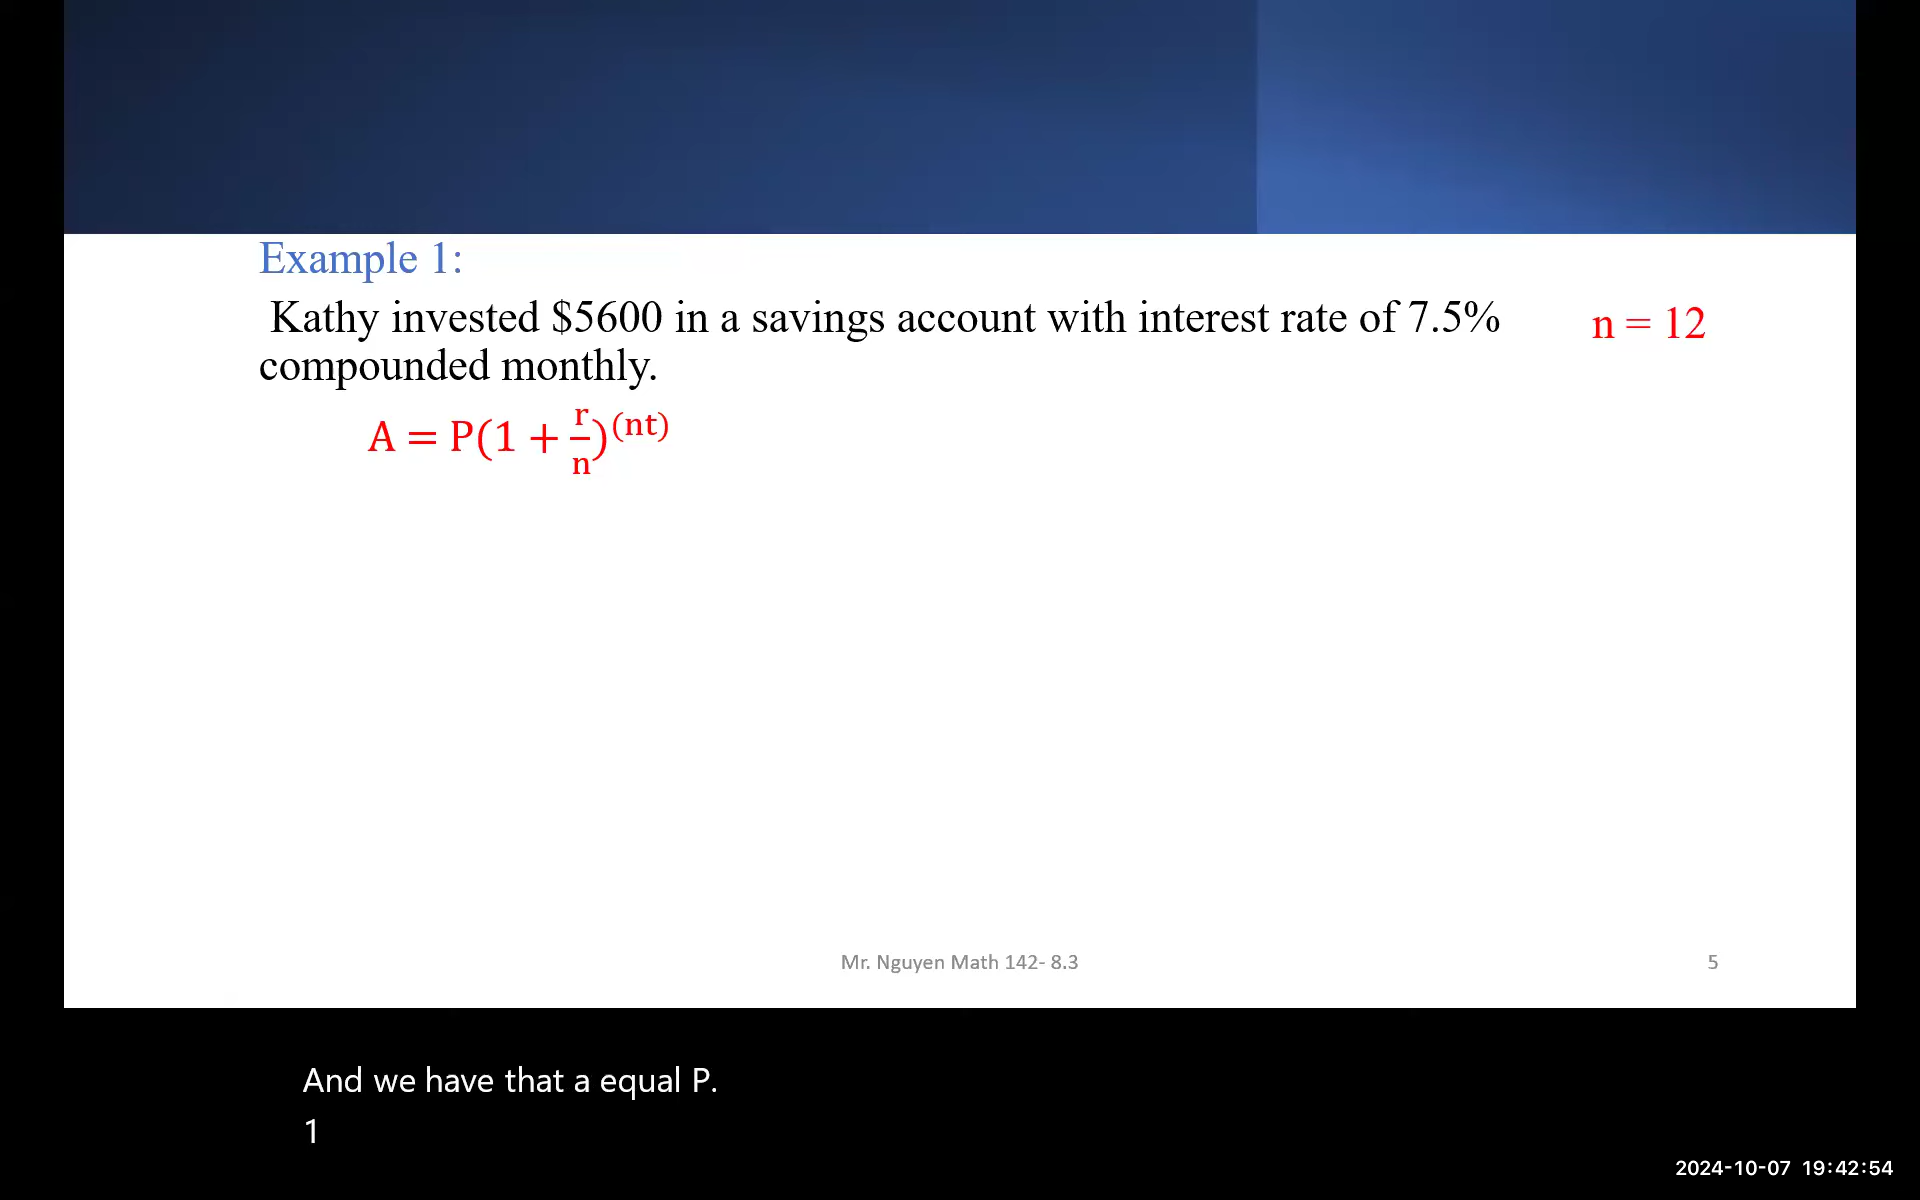 Example 1:
Kathy invested $5600 in a savings account with interest rate of 7.5%
n = 12
compounded monthly.
A = P(1 + r/n)^(nt)
Mr. Nguyen Math 142- 8.3
5
And we have that a equal P.
1
2024-10-07 19:42:54